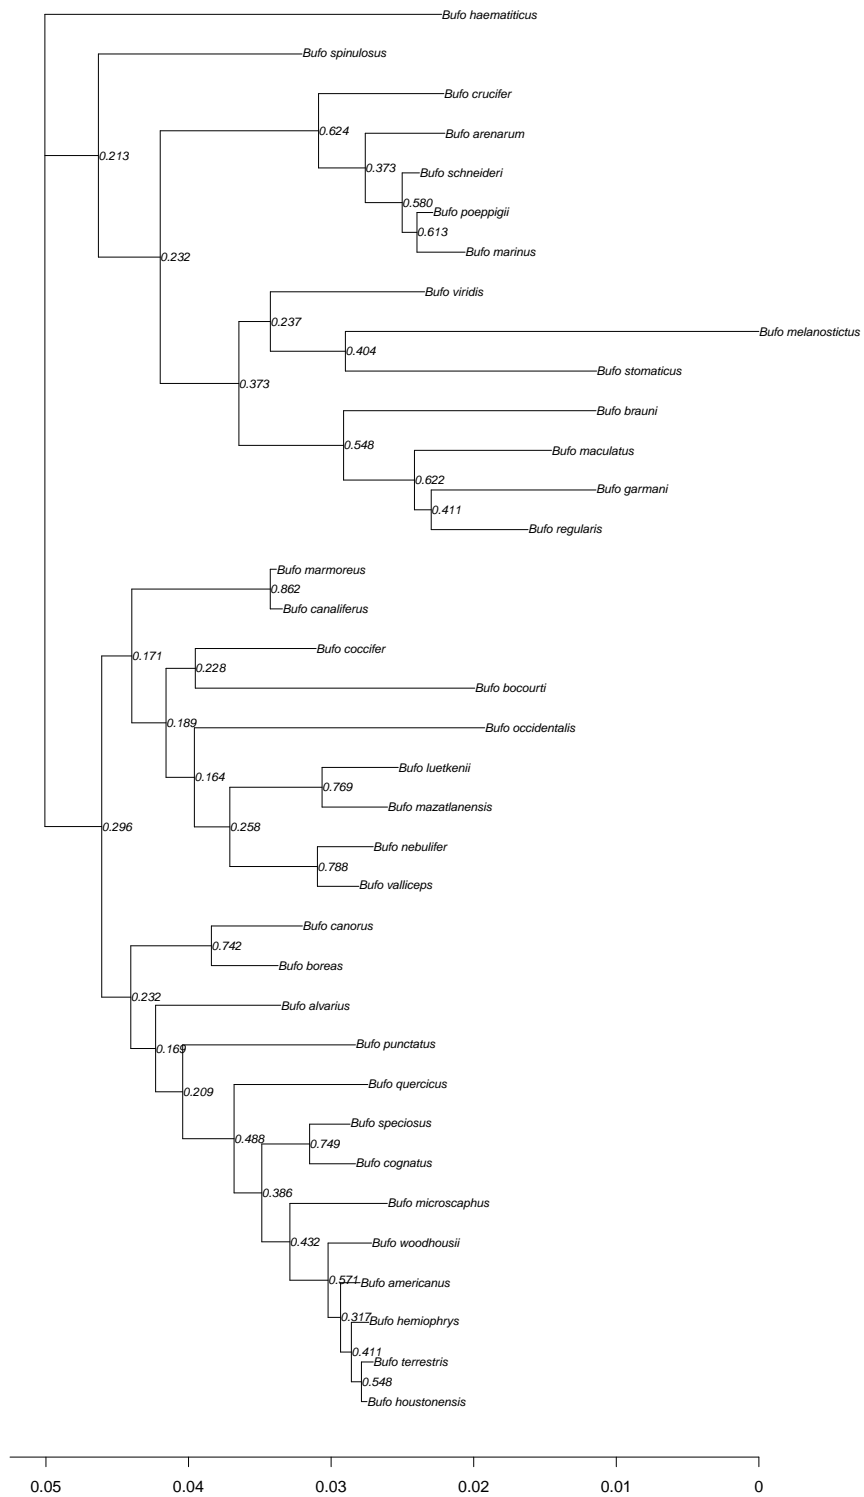 Bufo haematiticus
Bufo spinulosus
Bufo crucifer
0.624
Bufo arenarum
0.213
0.373
Bufo schneideri
0.580
Bufo poeppigii
0.613
Bufo marinus
0.232
Bufo viridis
0.237
Bufo melanostictus
0.404
Bufo stomaticus
0.373
Bufo brauni
0.548
Bufo maculatus
0.622
Bufo garmani
0.411
Bufo regularis
Bufo marmoreus
0.862
Bufo canaliferus
Bufo coccifer
0.171
0.228
Bufo bocourti
0.189
Bufo occidentalis
Bufo luetkenii
0.164
0.769
Bufo mazatlanensis
0.296
0.258
Bufo nebulifer
0.788
Bufo valliceps
Bufo canorus
0.742
Bufo boreas
0.232
Bufo alvarius
Bufo punctatus
0.169
Bufo quercicus
0.209
Bufo speciosus
0.488
0.749
Bufo cognatus
0.386
Bufo microscaphus
0.432
Bufo woodhousii
0.571
Bufo americanus
0.317
Bufo hemiophrys
0.411
Bufo terrestris
0.548
Bufo houstonensis
0.05 0.04 0.03 0.02 0.01 0